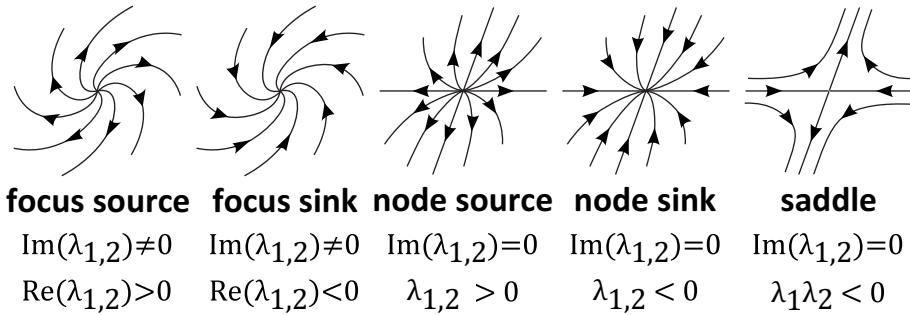 focus source focus sink node source node sink saddle
Im(λ1,2)≠0 Im(λ1,2)≠0 Im(λ1,2)=0 Im(λ1,2)=0 Im(λ1,2)=0
Re(λ1,2)>0 Re(λ1,2)<0 λ1,2 >0 λ1,2 <0 λ1λ2 <0